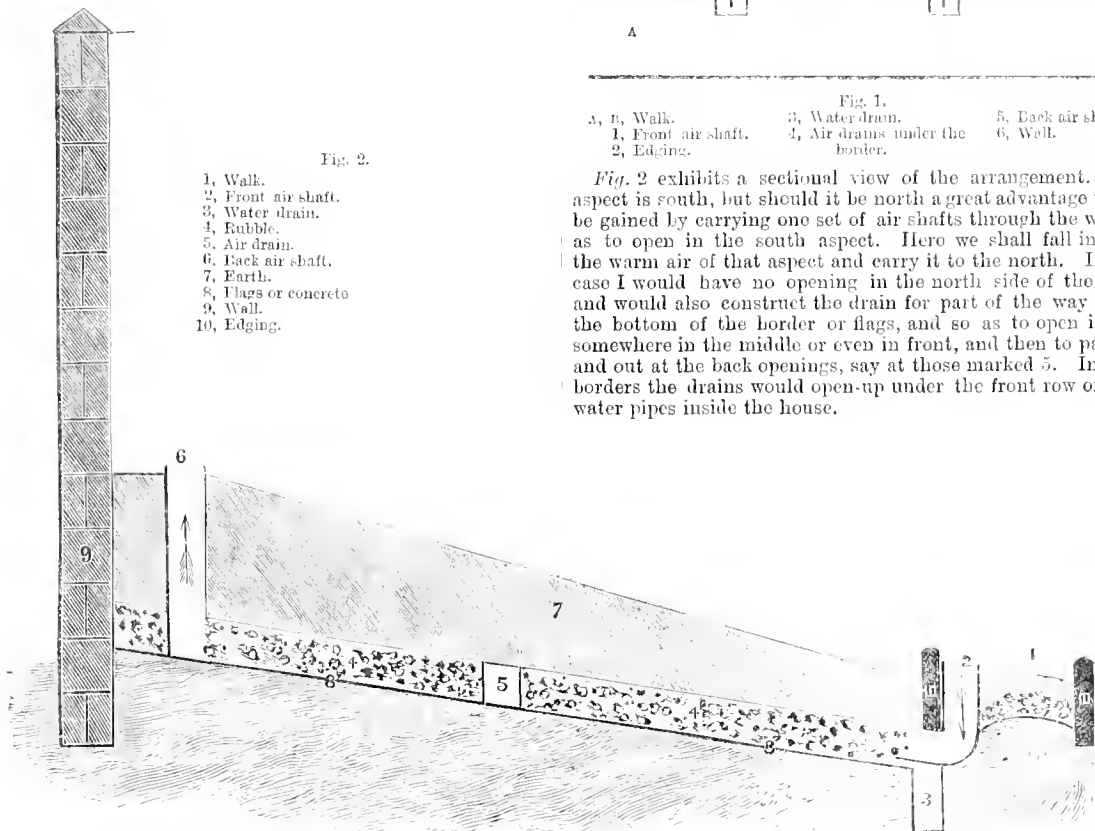 A
Fig. 1.
A, B, Walk.
1, Front air shaft.
2, Edging.
3, Water drain.
4, Air drains under the
border.
5, Back air
6, Wall.
Fig. 2 exhibits a sectional view of the arrangement.
aspect is south, but should it be north a great advantage
be gained by carrying one set of air shafts through the
as to open in the south aspect. Here we shall fall
the warm air of that aspect and carry it to the north.
case I would have no opening in the north side of the
and would also construct the drain for part of the way
the bottom of the border or flags, and so as to open
somewhere in the middle or even in front, and then to
and out at the back openings, say at those marked 5.
borders the drains would open-up under the front row
water pipes inside the house.
Fig. 2.
1, Walk.
2, Front air shaft.
3, Water drain.
4, Rubble.
5, Air drain.
6, Back air shaft.
7, Earth.
8, Flags or concrete
9, Wall.
10, Edging.
6
9
7
4
8
5
4
8
2
1
3